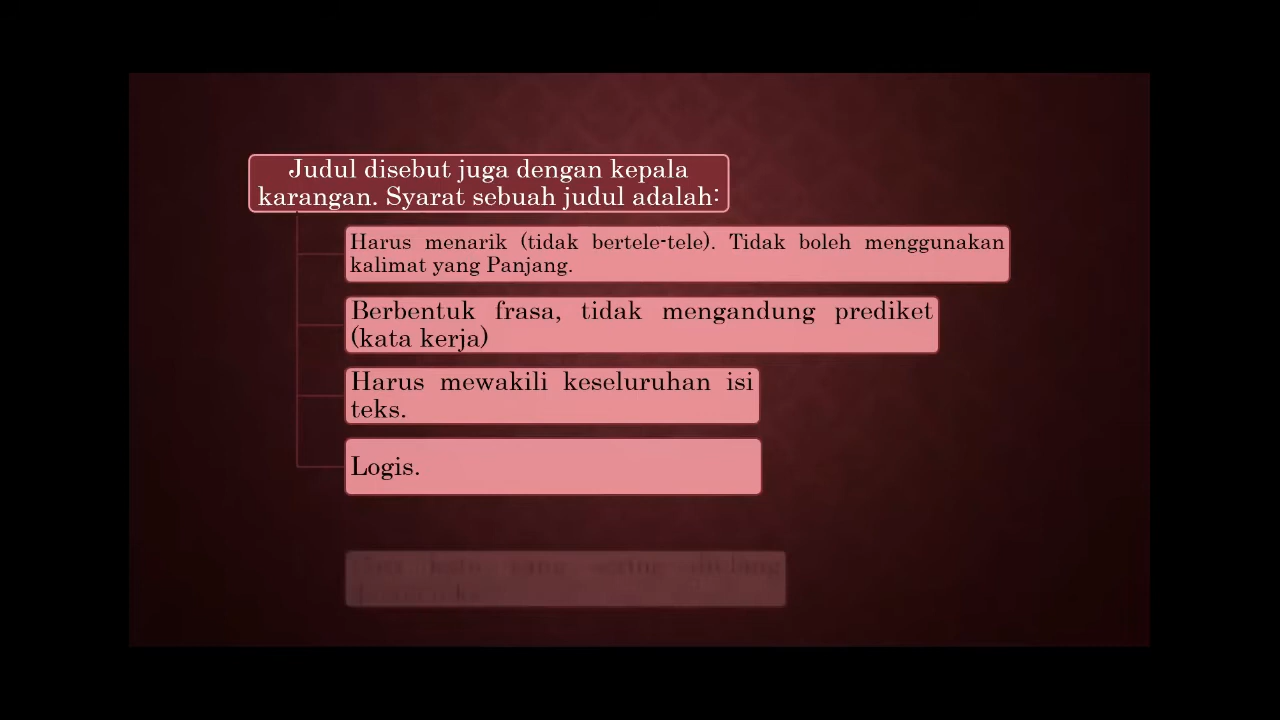 Judul disebut juga dengan kepala
karangan. Syarat sebuah judul adalah:
Harus menarik (tidak bertele-tele). Tidak boleh menggunakan
kalimat yang Panjang.
Berbentuk frasa, tidak mengandung prediket
(kata kerja)
Harus mewakili keseluruhan isi
teks.
Logis.